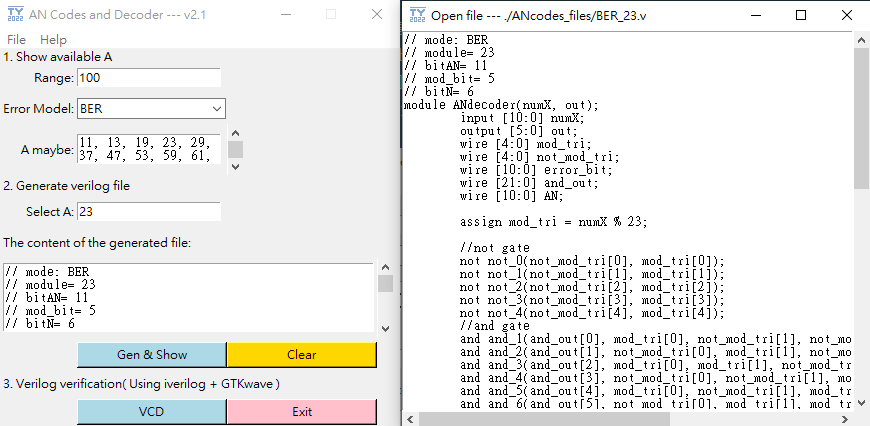 TY 2022 AN Codes and Decoder --- v2.1
File Help
1. Show available A
Range: 100
Error Model: BER
A maybe: 11, 13, 19, 23, 29,
37, 47, 53, 59, 61,
2. Generate verilog file
Select A: 23
The content of the generated file:
// mode: BER
// module= 23
// bitAN= 11
// mod_bit= 5
// bitN= 6
Gen & Show Clear
3. Verilog verification( Using iverilog + GTKwave )
VCD Exit
TY 2022 Open file --- ./ANcodes_files/BER_23.v
// mode: BER
// module= 23
// bitAN= 11
// mod_bit= 5
// bitN= 6
module ANdecoder(numX, out);
input [10:0] numX;
output [5:0] out;
wire [4:0] mod_tri;
wire [4:0] not_mod_tri;
wire [10:0] error_bit;
wire [21:0] and_out;
wire [10:0] AN;
assign mod_tri = numX % 23;
//not gate
not not_0(not_mod_tri[0], mod_tri[0]);
not not_1(not_mod_tri[1], mod_tri[1]);
not not_2(not_mod_tri[2], mod_tri[2]);
not not_3(not_mod_tri[3], mod_tri[3]);
not not_4(not_mod_tri[4], mod_tri[4]);
//and gate
and and_1(and_out[0], mod_tri[0], not_mod_tri[1], not_mo
and and_2(and_out[1], not_mod_tri[0], mod_tri[1], not_mo
and and_3(and_out[2], mod_tri[0], mod_tri[1], not_mod_tr
and and_4(and_out[3], not_mod_tri[0], not_mod_tri[1], mo
and and_5(and_out[4], mod_tri[0], not_mod_tri[1], mod_tr
and and_6(and_out[5], not_mod_tri[0], mod_tri[1], mod_tr